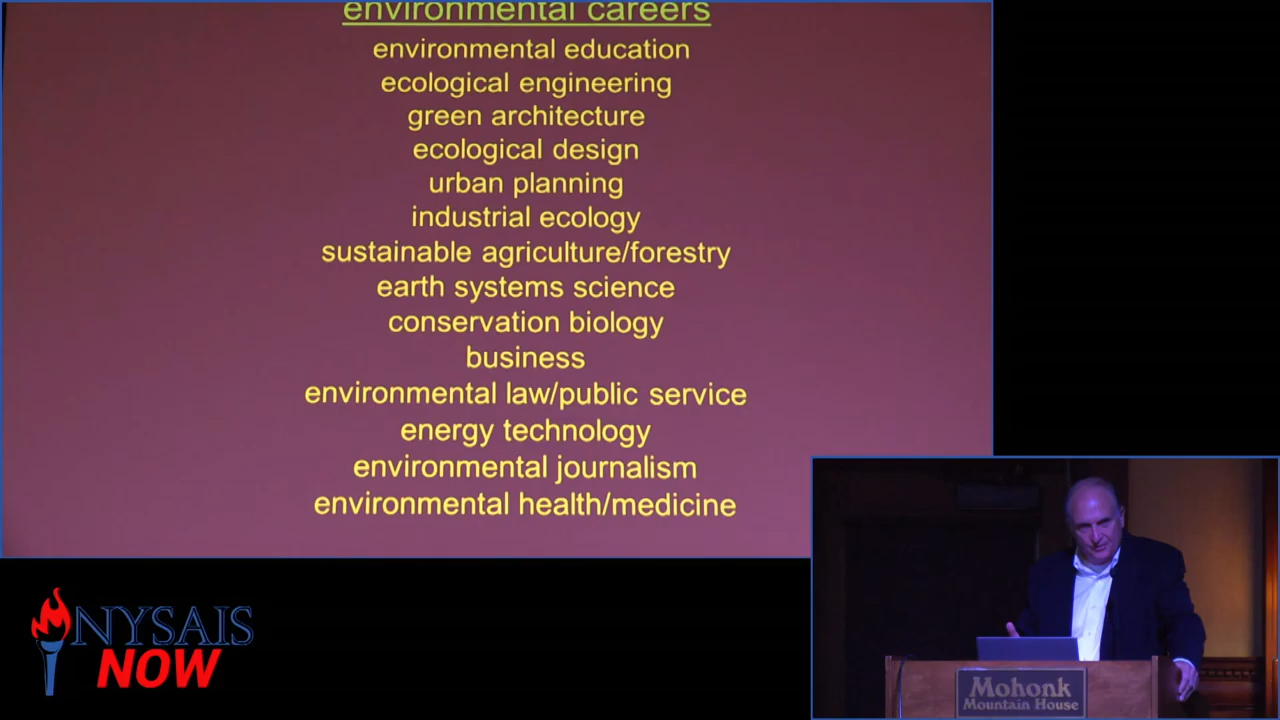 environmental careers
environmental education
ecological engineering
green architecture
ecological design
urban planning
industrial ecology
sustainable agriculture/forestry
earth systems science
conservation biology
business
environmental law/public service
energy technology
environmental journalism
environmental health/medicine
NYSAIS
NOW
Mohonk
Mountain House